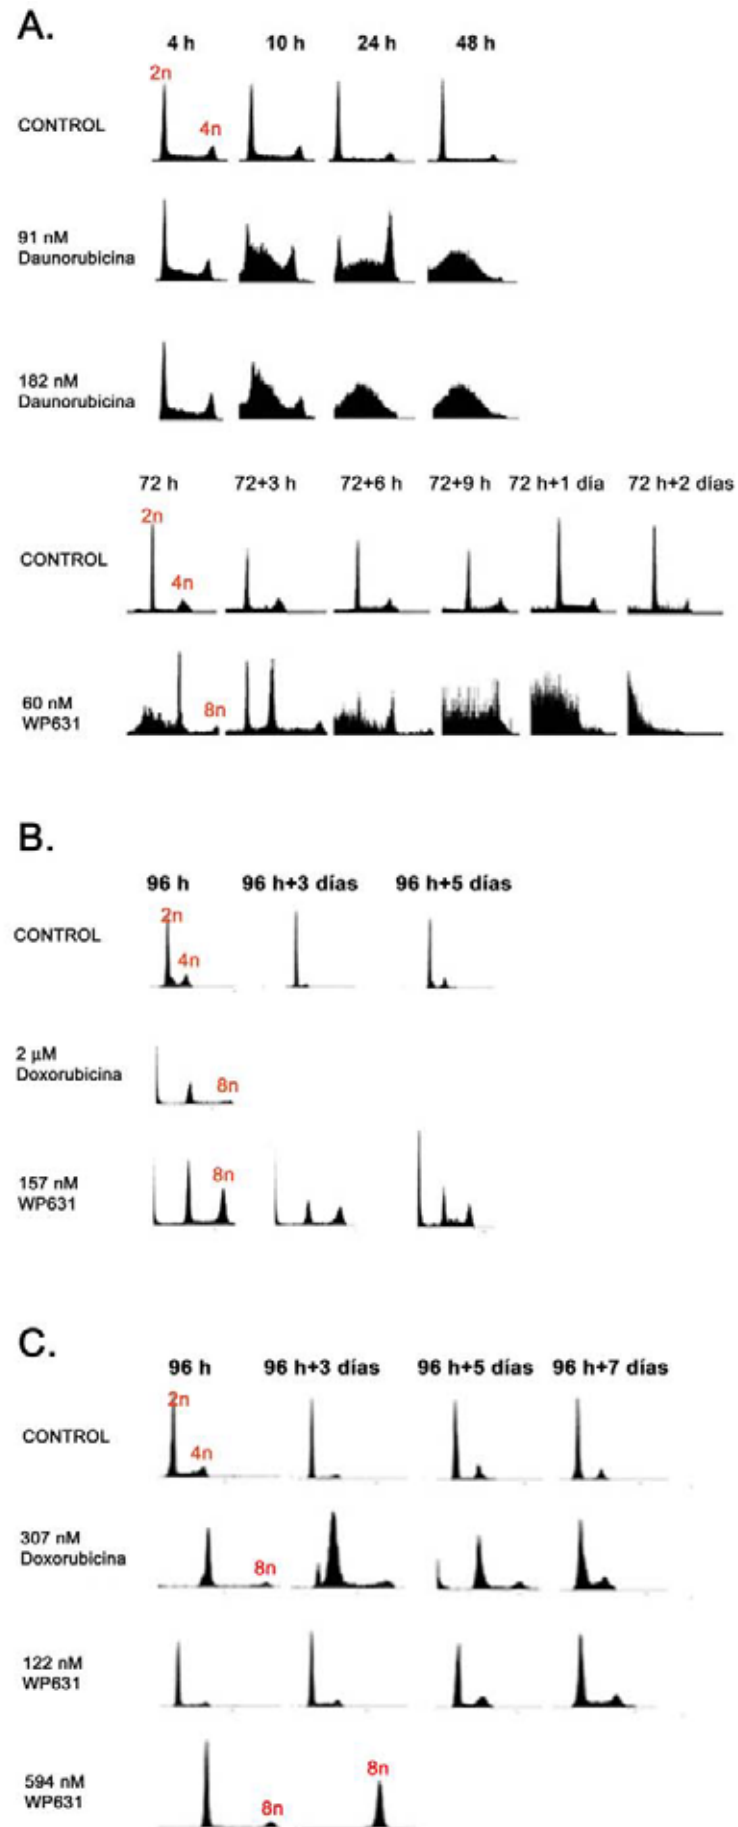 A.
4 h 10 h 24 h 48 h
2n
4n
CONTROL
91 nM
Daunorubicina
182 nM
Daunorubicina
72 h 72+3 h 72+6 h 72+9 h 72 h+1 día 72 h+2 días
2n
4n
CONTROL
8n
60 nM
WP631
B.
96 h 96 h+3 días 96 h+5 días
2n
CONTROL
4n
2 µM
Doxorubicina
8n
8n
157 nM
WP631
C.
96 h 96 h+3 días 96 h+5 días 96 h+7 días
2n
CONTROL
4n
307 nM
Doxorubicina
8n
122 nM
WP631
8n
594 nM
WP631
8n